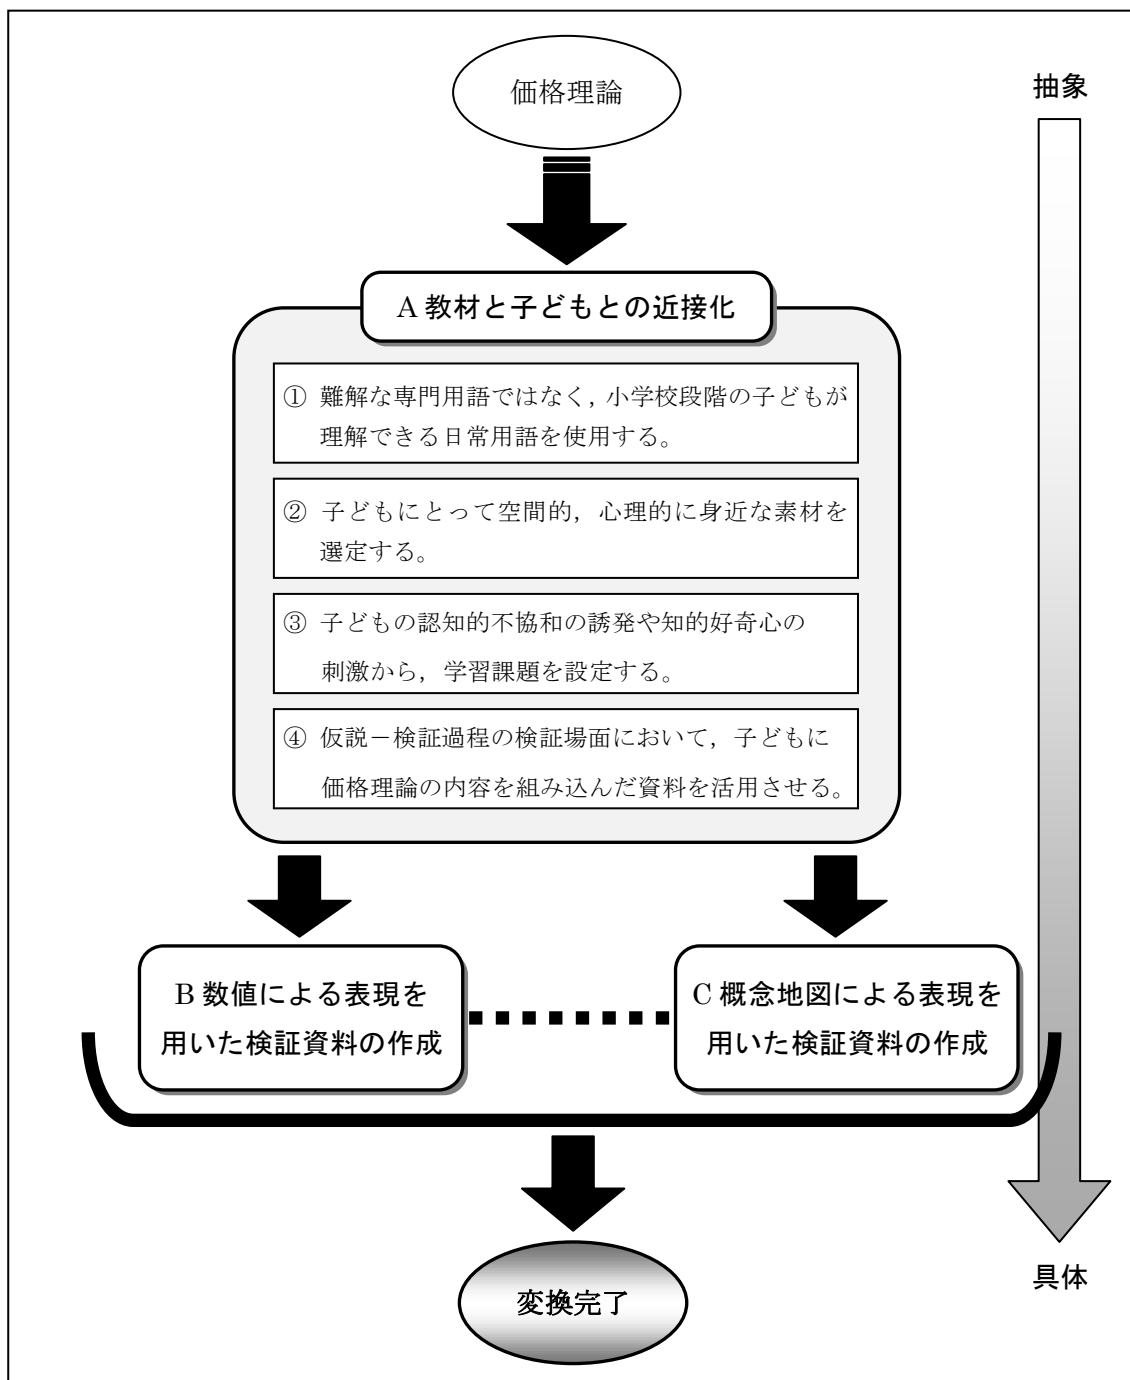 価格理論
抽象
A 教材と子どもとの近接化
① 難解な専門用語ではなく，小学校段階の子どもが
理解できる日常用語を使用する。
② 子どもにとって空間的，心理的に身近な素材を
選定する。
③ 子どもの認知的不協和の誘発や知的好奇心の
刺激から，学習課題を設定する。
④ 仮説－検証過程の検証場面において，子どもに
価格理論の内容を組み込んだ資料を活用させる。
B 数値による表現を
用いた検証資料の作成
C 概念地図による表現を
用いた検証資料の作成
具体
変換完了